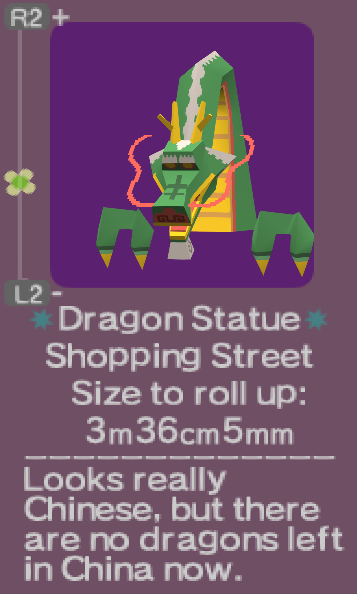 R2 +
L2 -
Dragon Statue
Shopping Street
Size to roll up:
3m36cm5mm
Looks really
Chinese, but there
are no dragons left
in China now.